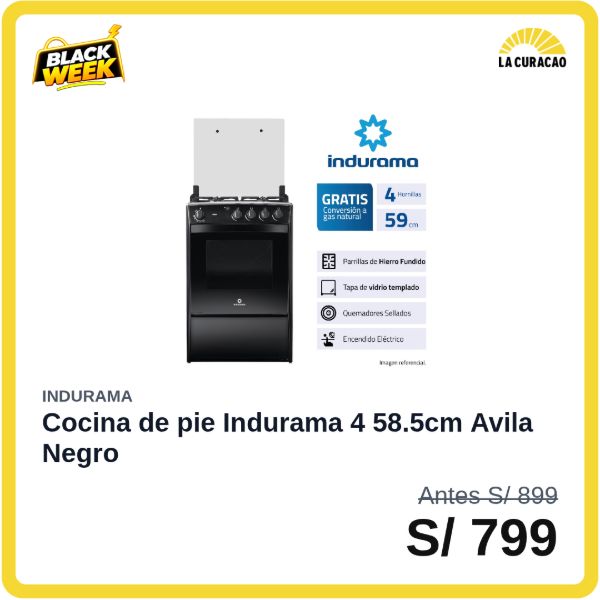 BLACK
WEEK
LA CURACAO
indurama
GRATIS
Conversión a
gas natural
4 Hornillas
59 cm
Parrillas de Hierro Fundido
Tapa de vidrio templado
Quemadores Sellados
Encendido Eléctrico
Imagen referencial.
indurama
INDURAMA
Cocina de pie Indurama 4 58.5cm Avila
Negro
Antes S/ 899
S/ 799